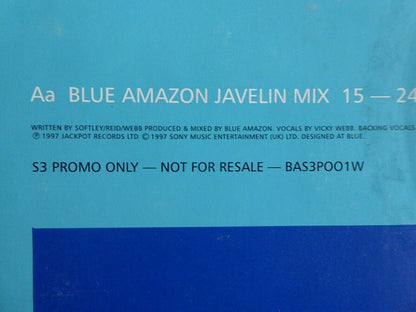 Aa BLUE AMAZON JAVELIN MIX 15 — 24
WRITTEN BY SOFTLEY/REID/WEBB PRODUCED & MIXED BY BLUE AMAZON. VOCALS BY VICKY WEBB. BACKING VOCALS
℗ 1997 JACKPOT RECORDS LTD © 1997 SONY MUSIC ENTERTAINMENT (UK) LTD. DESIGNED AT BLUE.
S3 PROMO ONLY — NOT FOR RESALE — BAS3POO1W